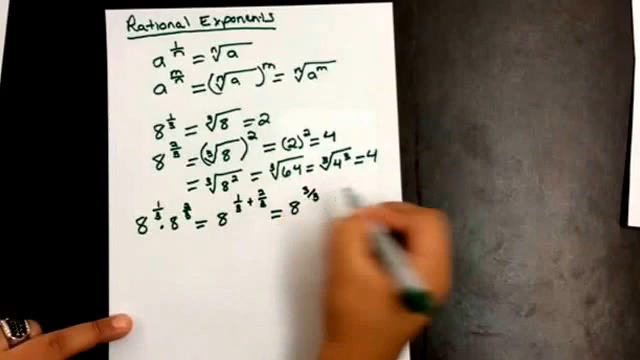 Rational Exponents
a^(1/n) = ⁿ√a
a^(m/n) = (ⁿ√a)^m = ⁿ√(a^m)
8^(1/3) = ³√8 = 2
8^(2/3) = (³√8)² = (2)² = 4
= ³√(8²) = ³√64 = ³√(4³) = 4
8^(1/3) · 8^(2/3) = 8^(1/3 + 2/3) = 8^(3/3)